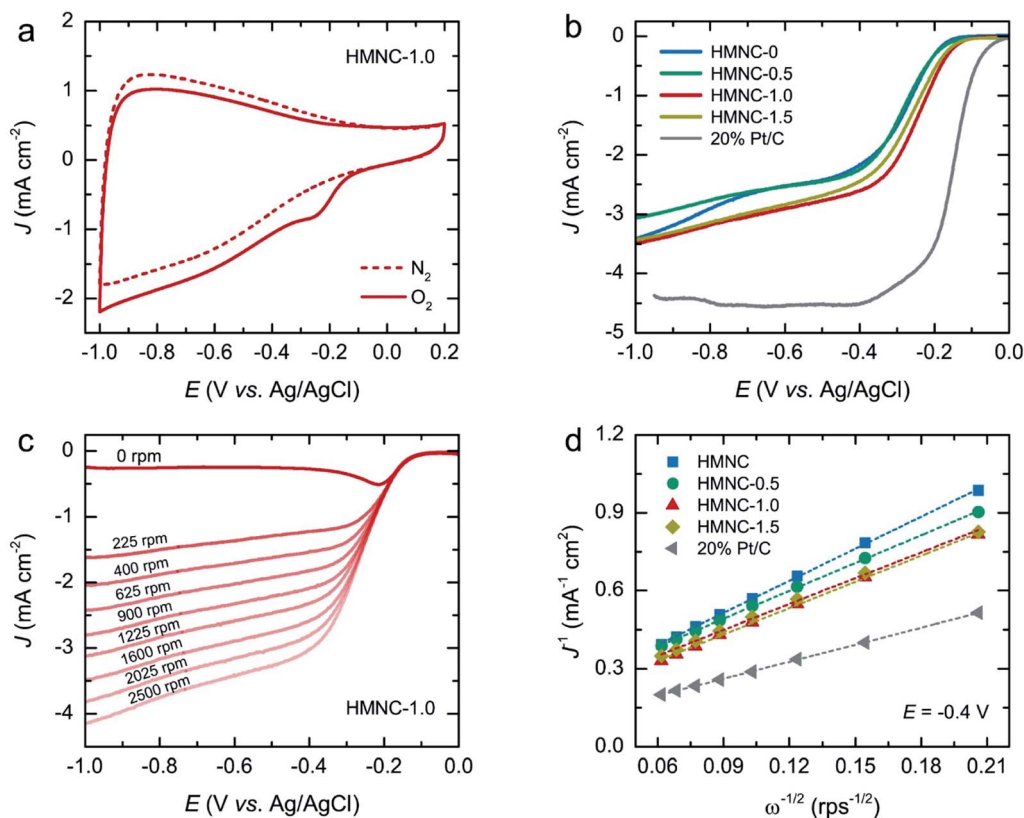 a
HMNC-1.0
2
1
0
-1
-2
J (mA cm⁻²)
N₂
O₂
-1.0 -0.8 -0.6 -0.4 -0.2 0.0 0.2
E (V vs. Ag/AgCl)
b
HMNC-0
HMNC-0.5
HMNC-1.0
HMNC-1.5
20% Pt/C
0
-1
-2
-3
-4
-5
J (mA cm⁻²)
-1.0 -0.8 -0.6 -0.4 -0.2 0.0
E (V vs. Ag/AgCl)
c
0 rpm
225 rpm
400 rpm
625 rpm
900 rpm
1225 rpm
1600 rpm
2025 rpm
2500 rpm
HMNC-1.0
0
-1
-2
-3
-4
J (mA cm⁻²)
-1.0 -0.8 -0.6 -0.4 -0.2 0.0
E (V vs. Ag/AgCl)
d
HMNC
HMNC-0.5
HMNC-1.0
HMNC-1.5
20% Pt/C
E = -0.4 V
1.2
0.9
0.6
0.3
0.0
J⁻¹ (mA⁻¹ cm²)
0.06 0.09 0.12 0.15 0.18 0.21
ω⁻¹/² (rps⁻¹/²)